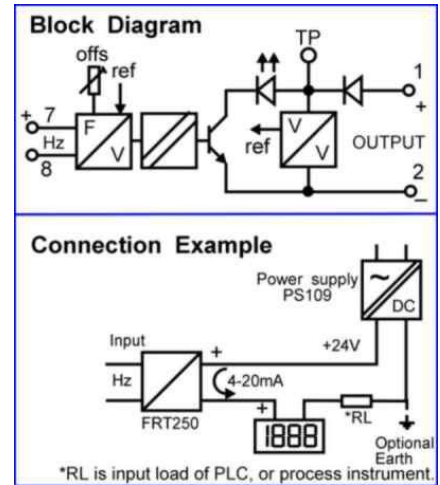 Block Diagram
offs
ref
TP
1
+
+ 7
Hz
8
F
V
ref
V
V
OUTPUT
2
–
Connection Example
Power supply
PS109
~
DC
Input
Hz
FRT250
+
4-20mA
+24V
+
1888
*RL
Optional
Earth
*RL is input load of PLC, or process instrument.